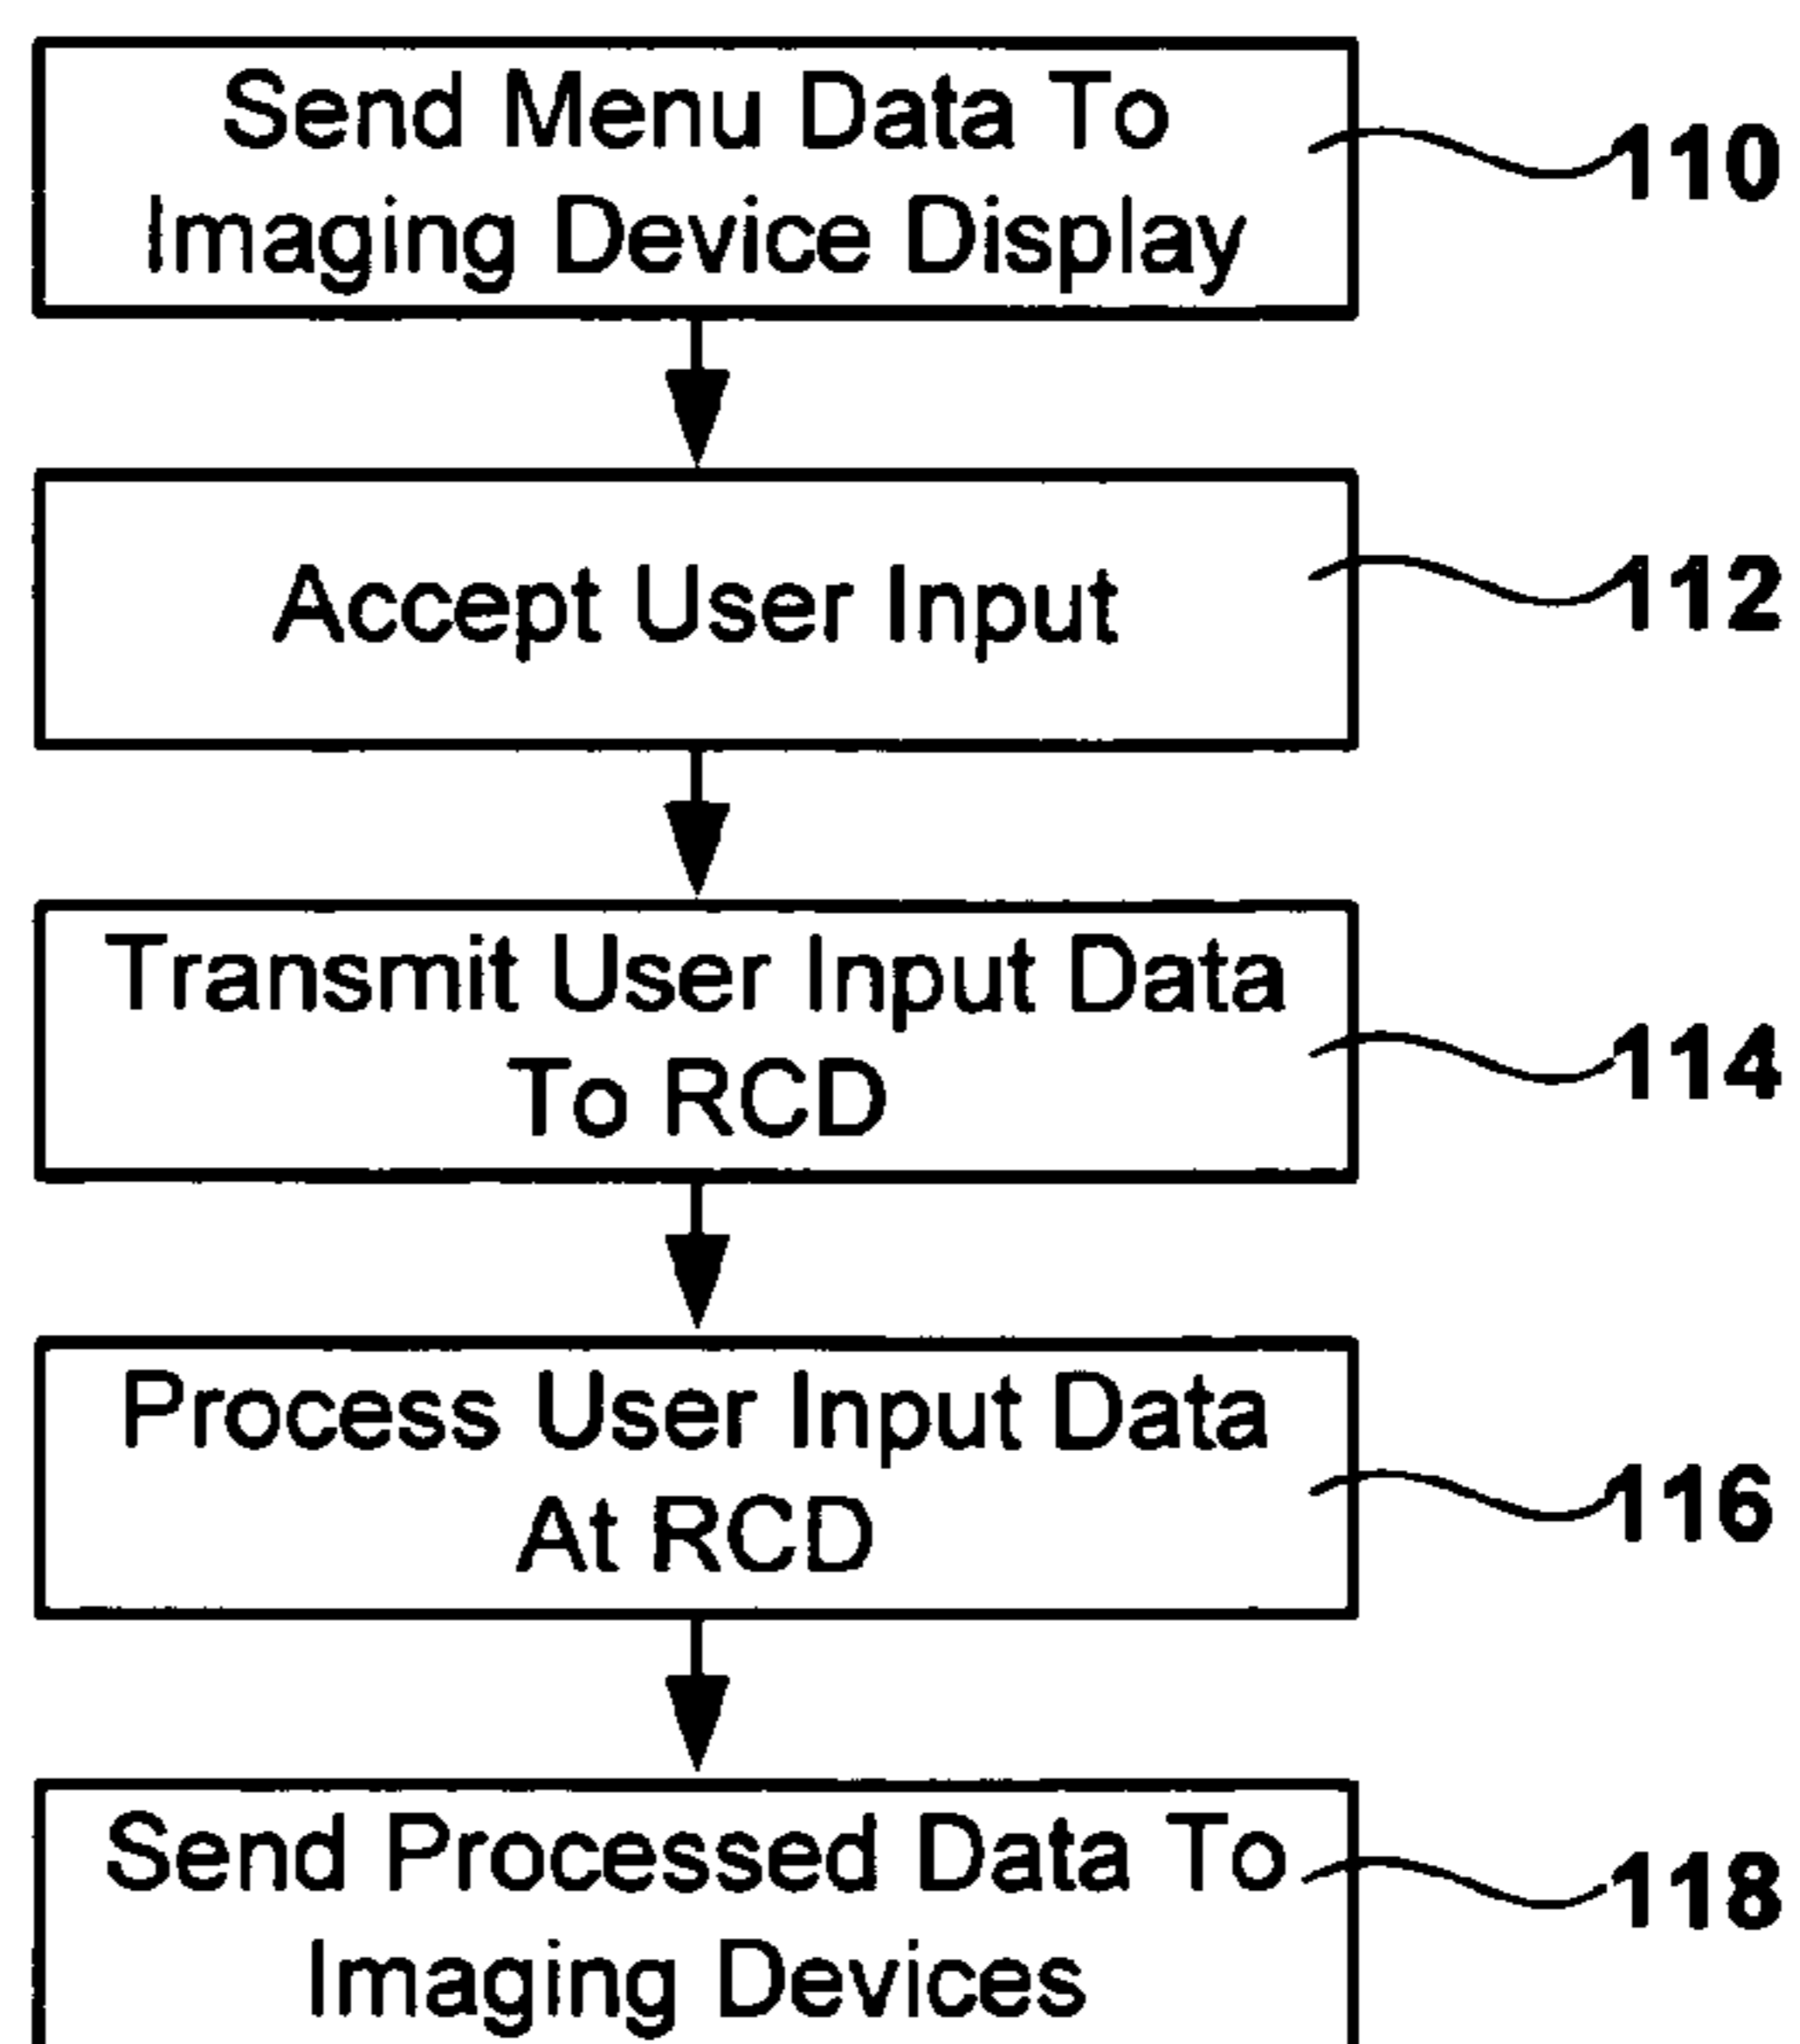 Send Menu Data To
Imaging Device Display
110
Accept User Input
112
Transmit User Input Data
To RCD
114
Process User Input Data
At RCD
116
Send Processed Data To
Imaging Devices
118